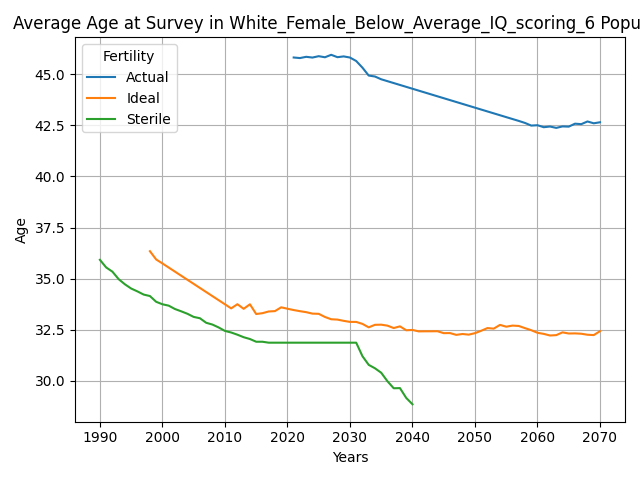 Average Age at Survey in White_Female_Below_Average_IQ_scoring_6 Popu
Fertility
Actual
Ideal
Sterile
45.0
42.5
40.0
37.5
35.0
32.5
30.0
Age
1990 2000 2010 2020 2030 2040 2050 2060 2070
Years